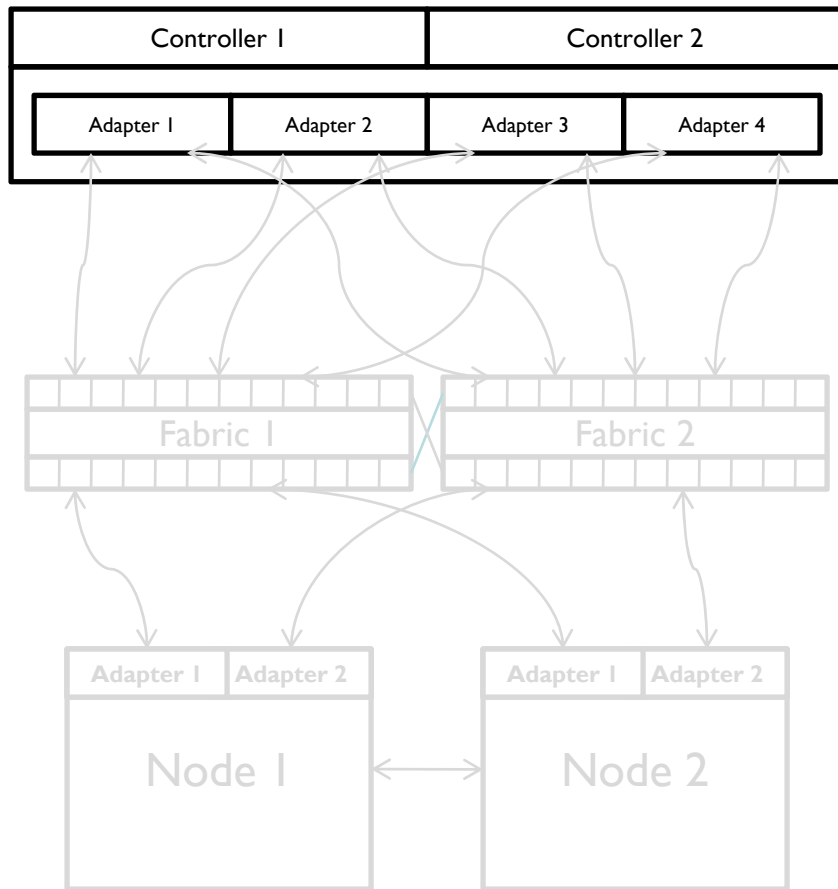 Controller 1 Controller 2
Adapter 1 Adapter 2 Adapter 3 Adapter 4
Fabric 1 Fabric 2
Adapter 1 Adapter 2 Adapter 1 Adapter 2
Node 1 Node 2